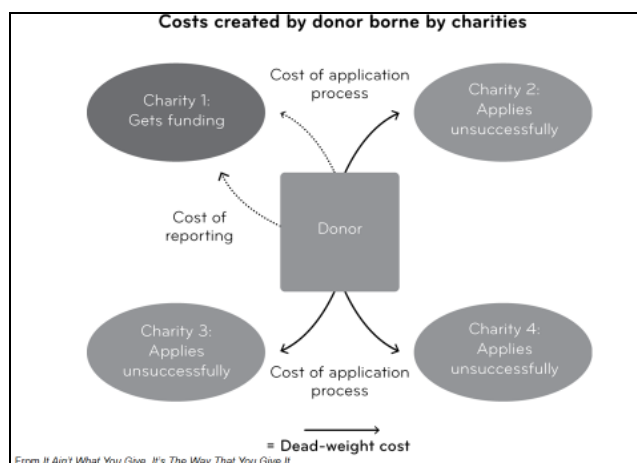 Costs created by donor borne by charities
Charity 1:
Gets funding
Cost of application
process
Charity 2:
Applies
unsuccessfully
Cost of
reporting
Donor
Charity 3:
Applies
unsuccessfully
Cost of application
process
Charity 4:
Applies
unsuccessfully
= Dead-weight cost
From It Ain't What You Give, It's The Way That You Give It